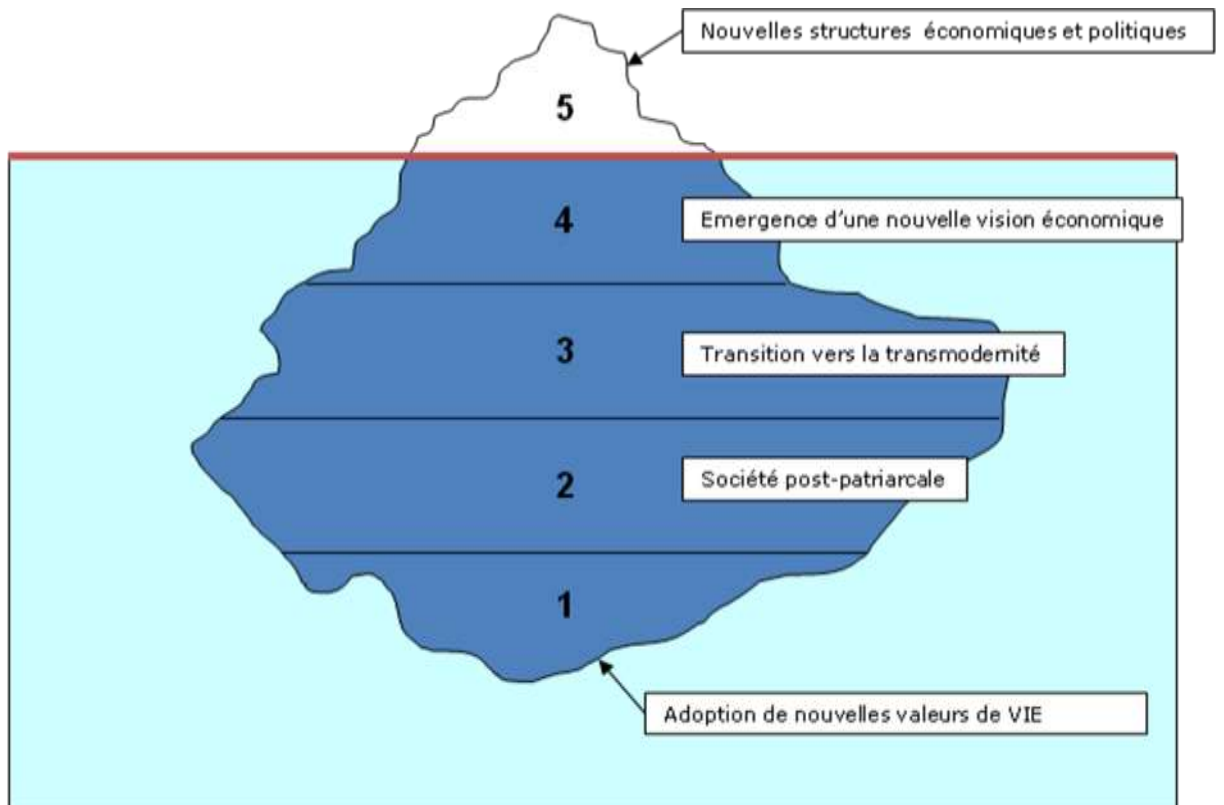 Nouvelles structures économiques et politiques
5
4
Emergence d'une nouvelle vision économique
3
Transition vers la transmodernité
2
Société post-patriarcale
1
Adoption de nouvelles valeurs de VIE